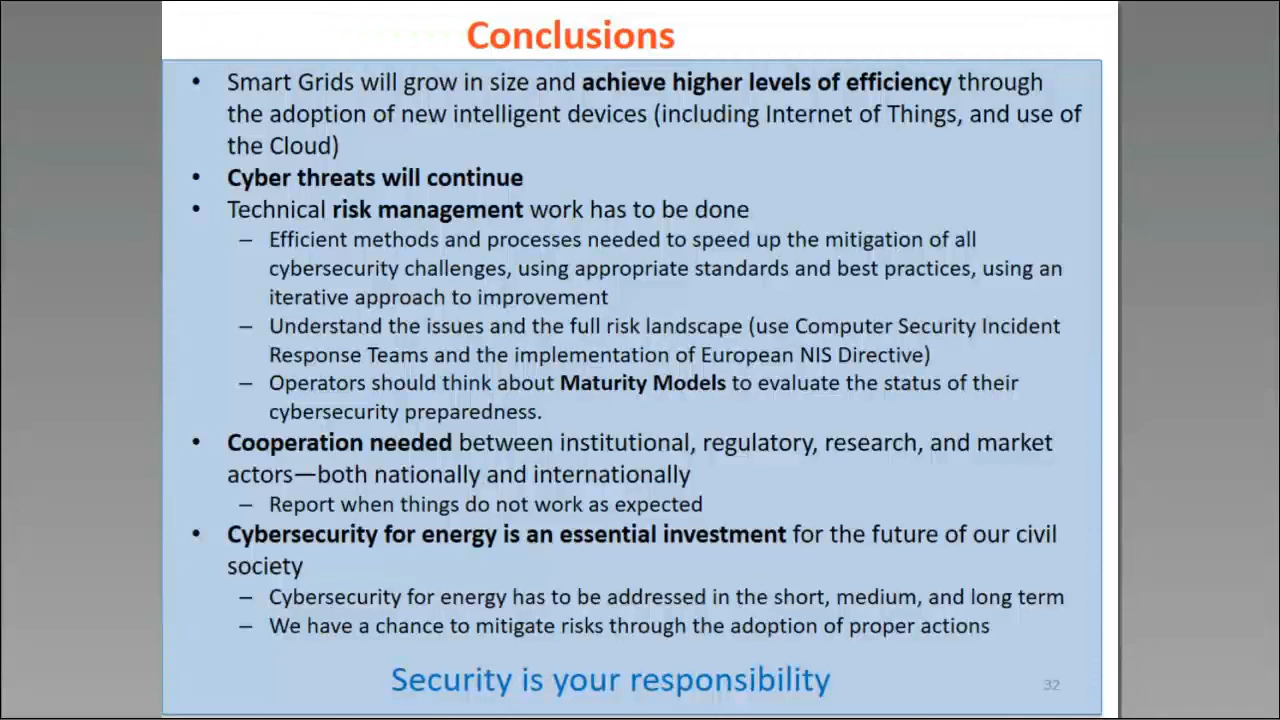 Conclusions
• Smart Grids will grow in size and achieve higher levels of efficiency through
the adoption of new intelligent devices (including Internet of Things, and use of
the Cloud)
• Cyber threats will continue
• Technical risk management work has to be done
– Efficient methods and processes needed to speed up the mitigation of all
cybersecurity challenges, using appropriate standards and best practices, using an
iterative approach to improvement
– Understand the issues and the full risk landscape (use Computer Security Incident
Response Teams and the implementation of European NIS Directive)
– Operators should think about Maturity Models to evaluate the status of their
cybersecurity preparedness.
• Cooperation needed between institutional, regulatory, research, and market
actors—both nationally and internationally
– Report when things do not work as expected
• Cybersecurity for energy is an essential investment for the future of our civil
society
– Cybersecurity for energy has to be addressed in the short, medium, and long term
– We have a chance to mitigate risks through the adoption of proper actions
Security is your responsibility
32